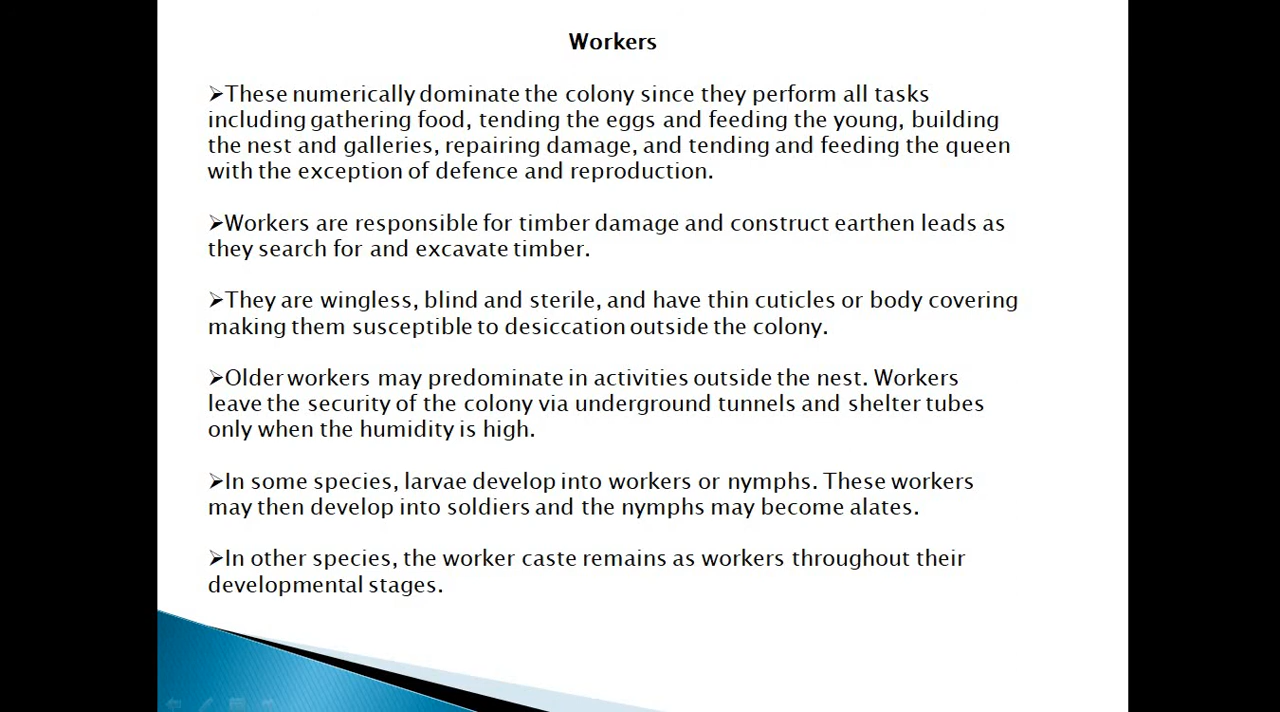 Workers
➢These numerically dominate the colony since they perform all tasks
including gathering food, tending the eggs and feeding the young, building
the nest and galleries, repairing damage, and tending and feeding the queen
with the exception of defence and reproduction.
➢Workers are responsible for timber damage and construct earthen leads as
they search for and excavate timber.
➢They are wingless, blind and sterile, and have thin cuticles or body covering
making them susceptible to desiccation outside the colony.
➢Older workers may predominate in activities outside the nest. Workers
leave the security of the colony via underground tunnels and shelter tubes
only when the humidity is high.
➢In some species, larvae develop into workers or nymphs. These workers
may then develop into soldiers and the nymphs may become alates.
➢In other species, the worker caste remains as workers throughout their
developmental stages.